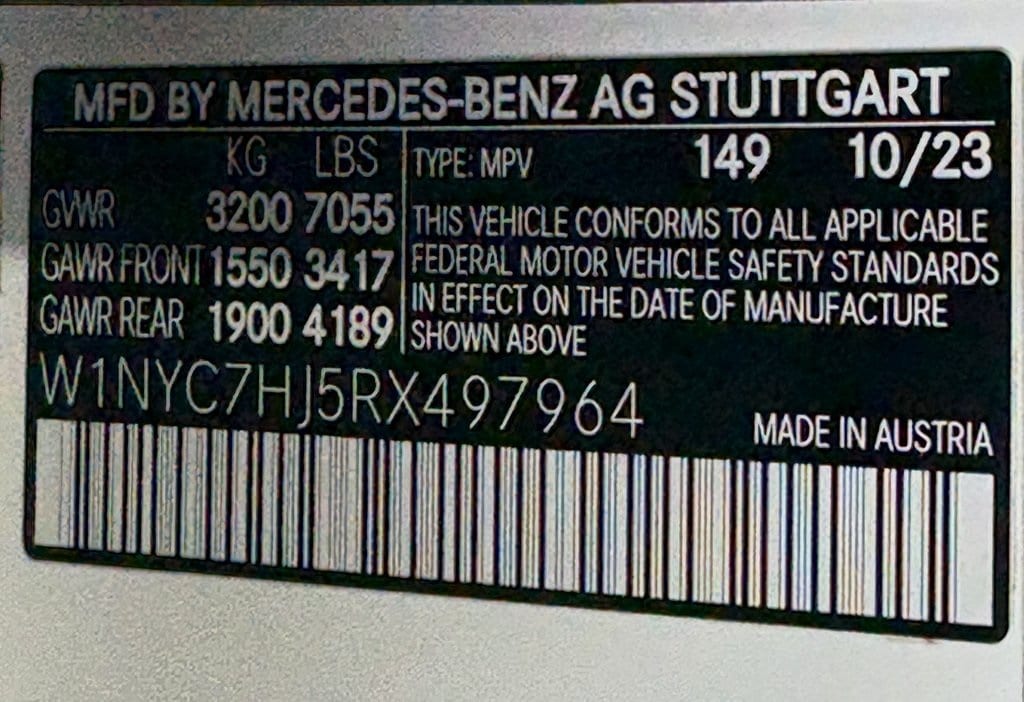 MFD BY MERCEDES-BENZ AG STUTTGART
KG LBS
GVWR 3200 7055
GAWR FRONT 1550 3417
GAWR REAR 1900 4189
TYPE: MPV 149 10/23
THIS VEHICLE CONFORMS TO ALL APPLICABLE
FEDERAL MOTOR VEHICLE SAFETY STANDARDS
IN EFFECT ON THE DATE OF MANUFACTURE
SHOWN ABOVE
W1NYC7HJ5RX497964
MADE IN AUSTRIA